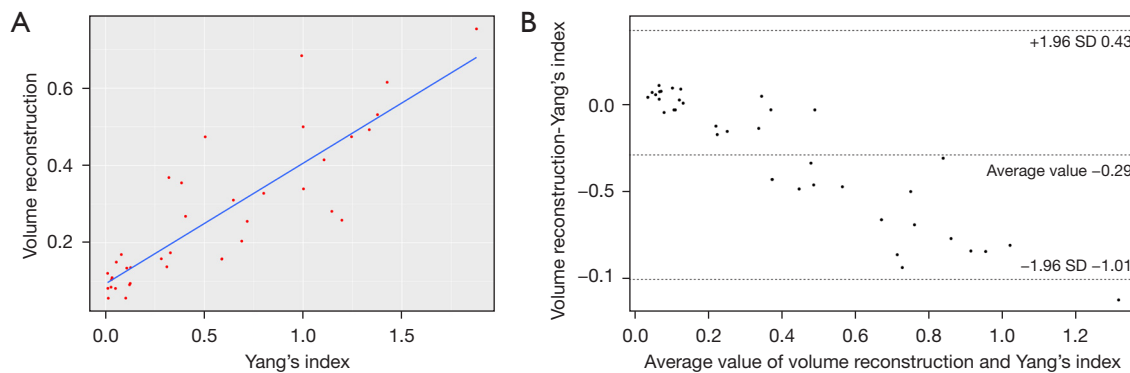 A
Volume reconstruction
0.6
0.4
0.2
0.0
0.5
1.0
1.5
Yang's index
B
Volume reconstruction-Yang's index
0.0
−0.5
−0.1
+1.96 SD 0.43
Average value −0.29
−1.96 SD −1.01
0.0
0.2
0.4
0.6
0.8
1.0
1.2
Average value of volume reconstruction and Yang's index